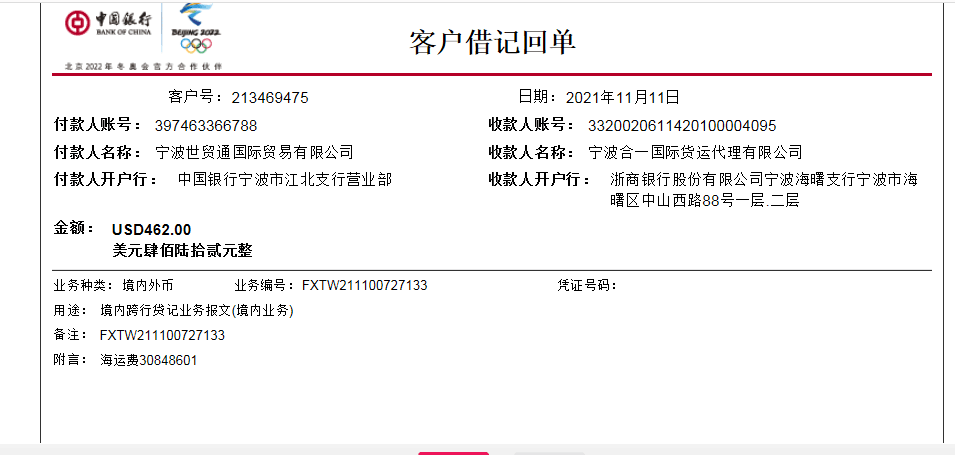 中国银行
BANK OF CHINA
BEIJING 2022
北京2022年冬奥会官方合作伙伴
客户借记回单
客户号：213469475 日期：2021年11月11日
付款人账号：397463366788 收款人账号：3320020611420100004095
付款人名称：宁波世贸通国际贸易有限公司 收款人名称：宁波合一国际货运代理有限公司
付款人开户行：中国银行宁波市江北支行营业部 收款人开户行：浙商银行股份有限公司宁波海曙支行宁波市海
曙区中山西路88号一层.二层
金额：USD462.00
美元肆佰陆拾贰元整
业务种类：境内外币 业务编号：FXTW211100727133 凭证号码：
用途：境内跨行贷记业务报文(境内业务)
备注：FXTW211100727133
附言：海运费30848601